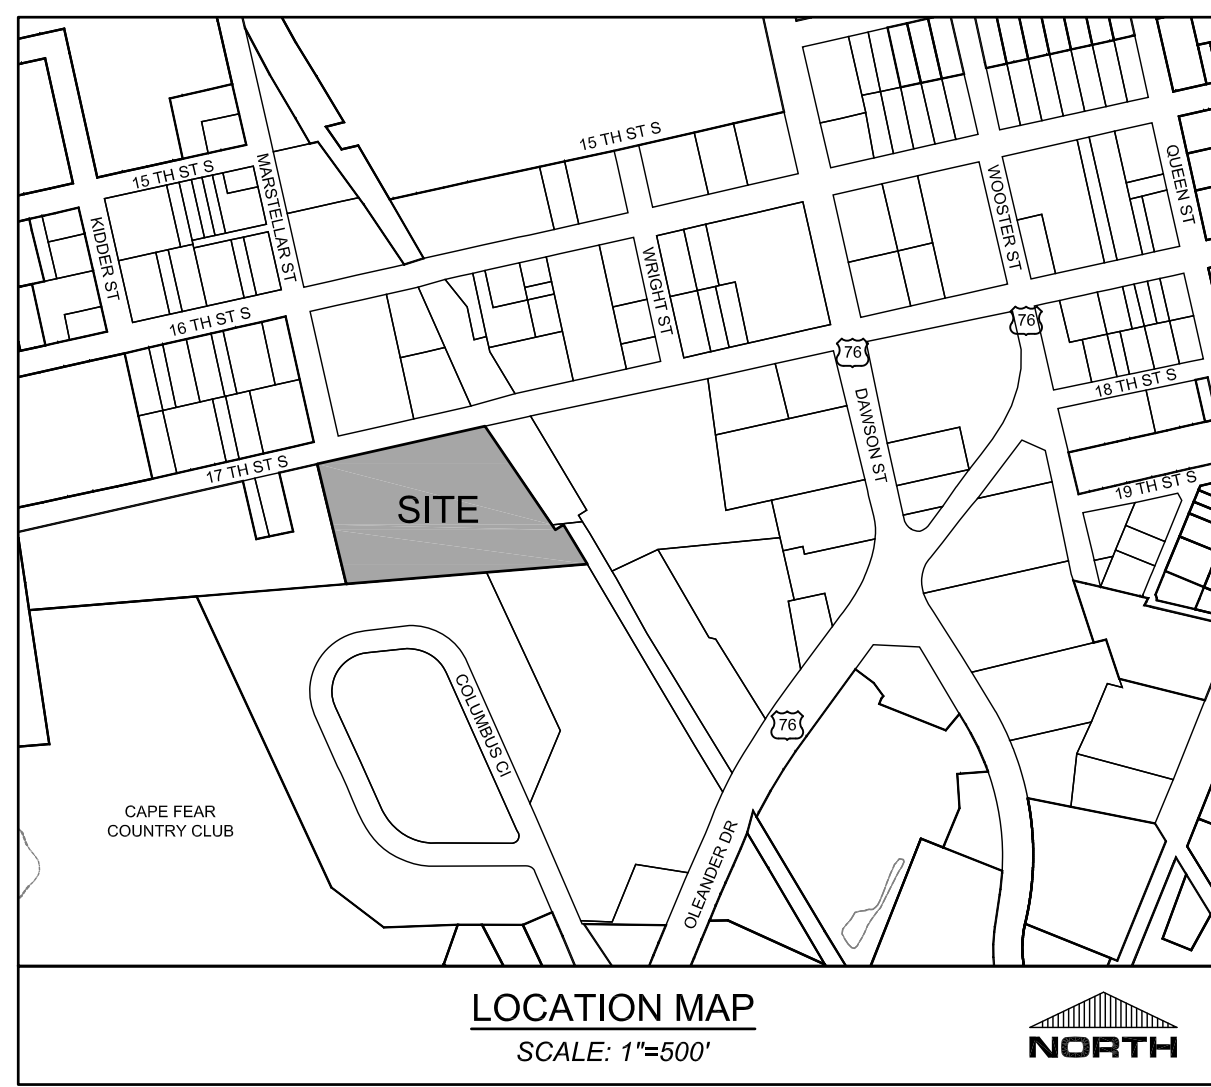 15 TH ST S
15 TH ST S
QUEEN ST
MARSTELLAR ST
WOOSTER ST
KIDDER ST
WRIGHT ST
16 TH ST S
76
76
18 TH ST S
DAWSON ST
17 TH ST S
19 TH ST S
SITE
COLUMBUS CI
76
CAPE FEAR
COUNTRY CLUB
OLEANDER DR
LOCATION MAP
SCALE: 1"=500'
NORTH